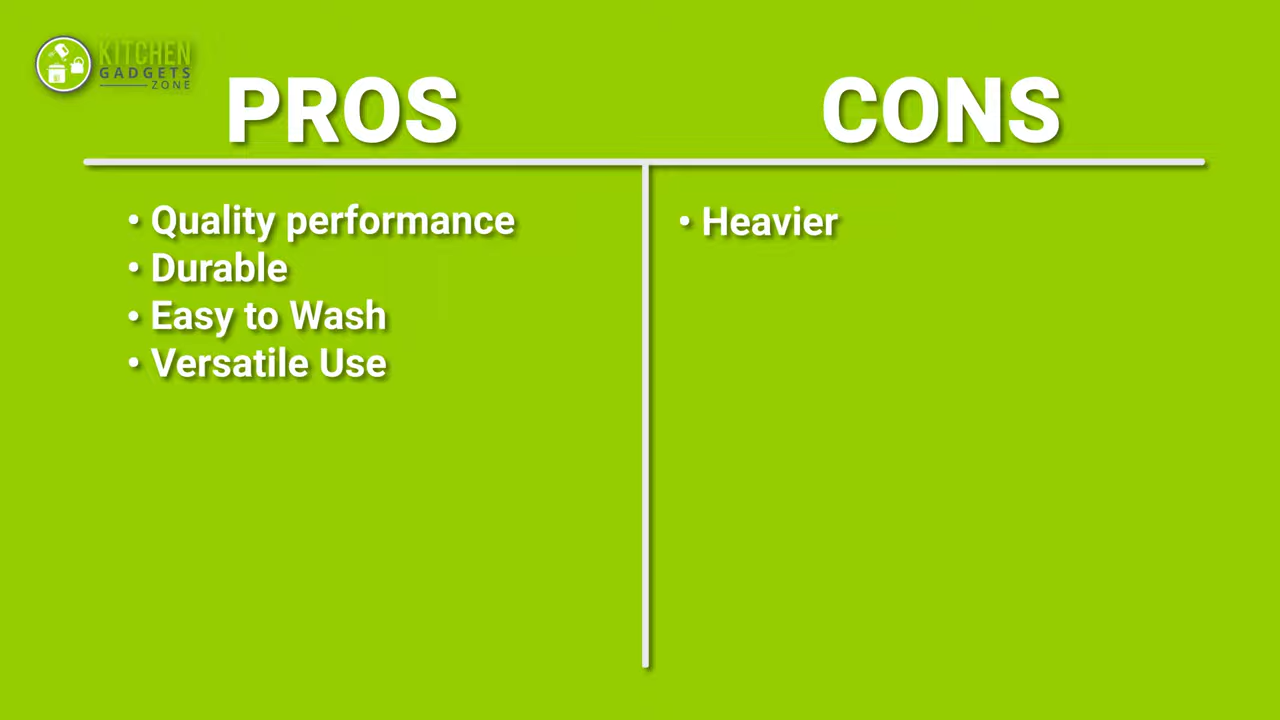 KITCHEN
GADGETS
ZONE
PROS
CONS
• Quality performance
• Durable
• Easy to Wash
• Versatile Use
• Heavier